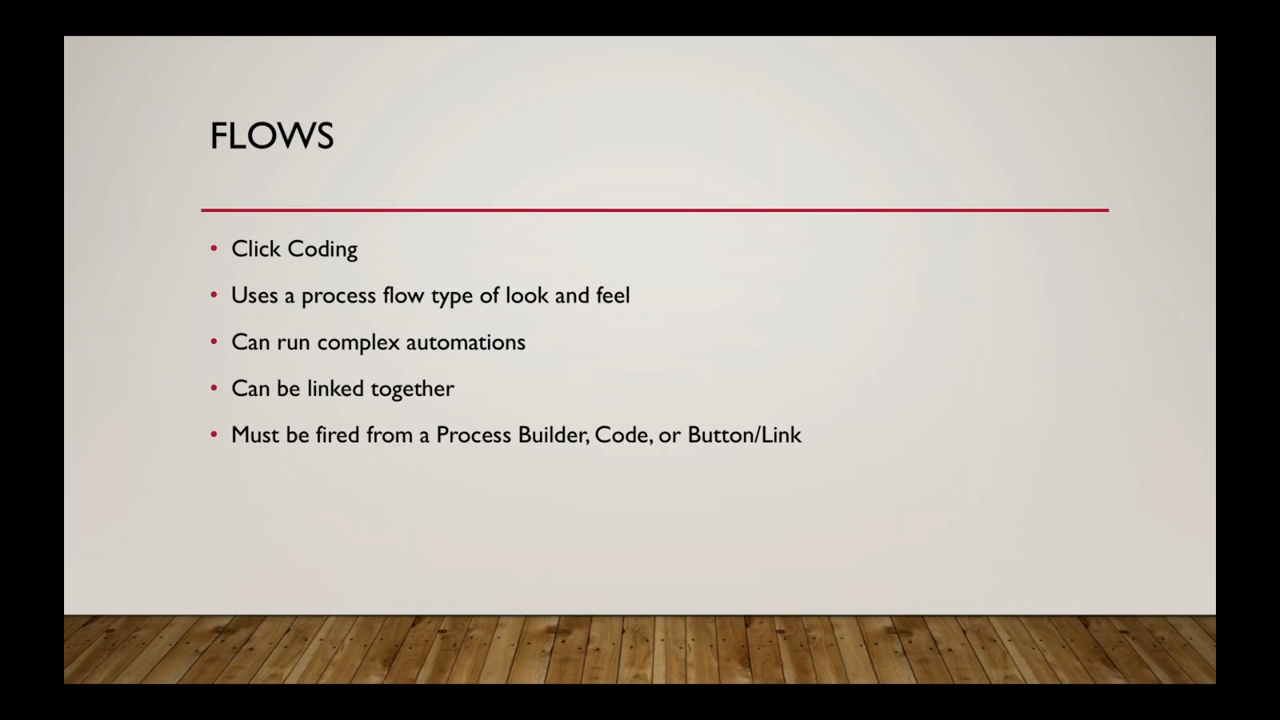 FLOWS
• Click Coding
• Uses a process flow type of look and feel
• Can run complex automations
• Can be linked together
• Must be fired from a Process Builder, Code, or Button/Link